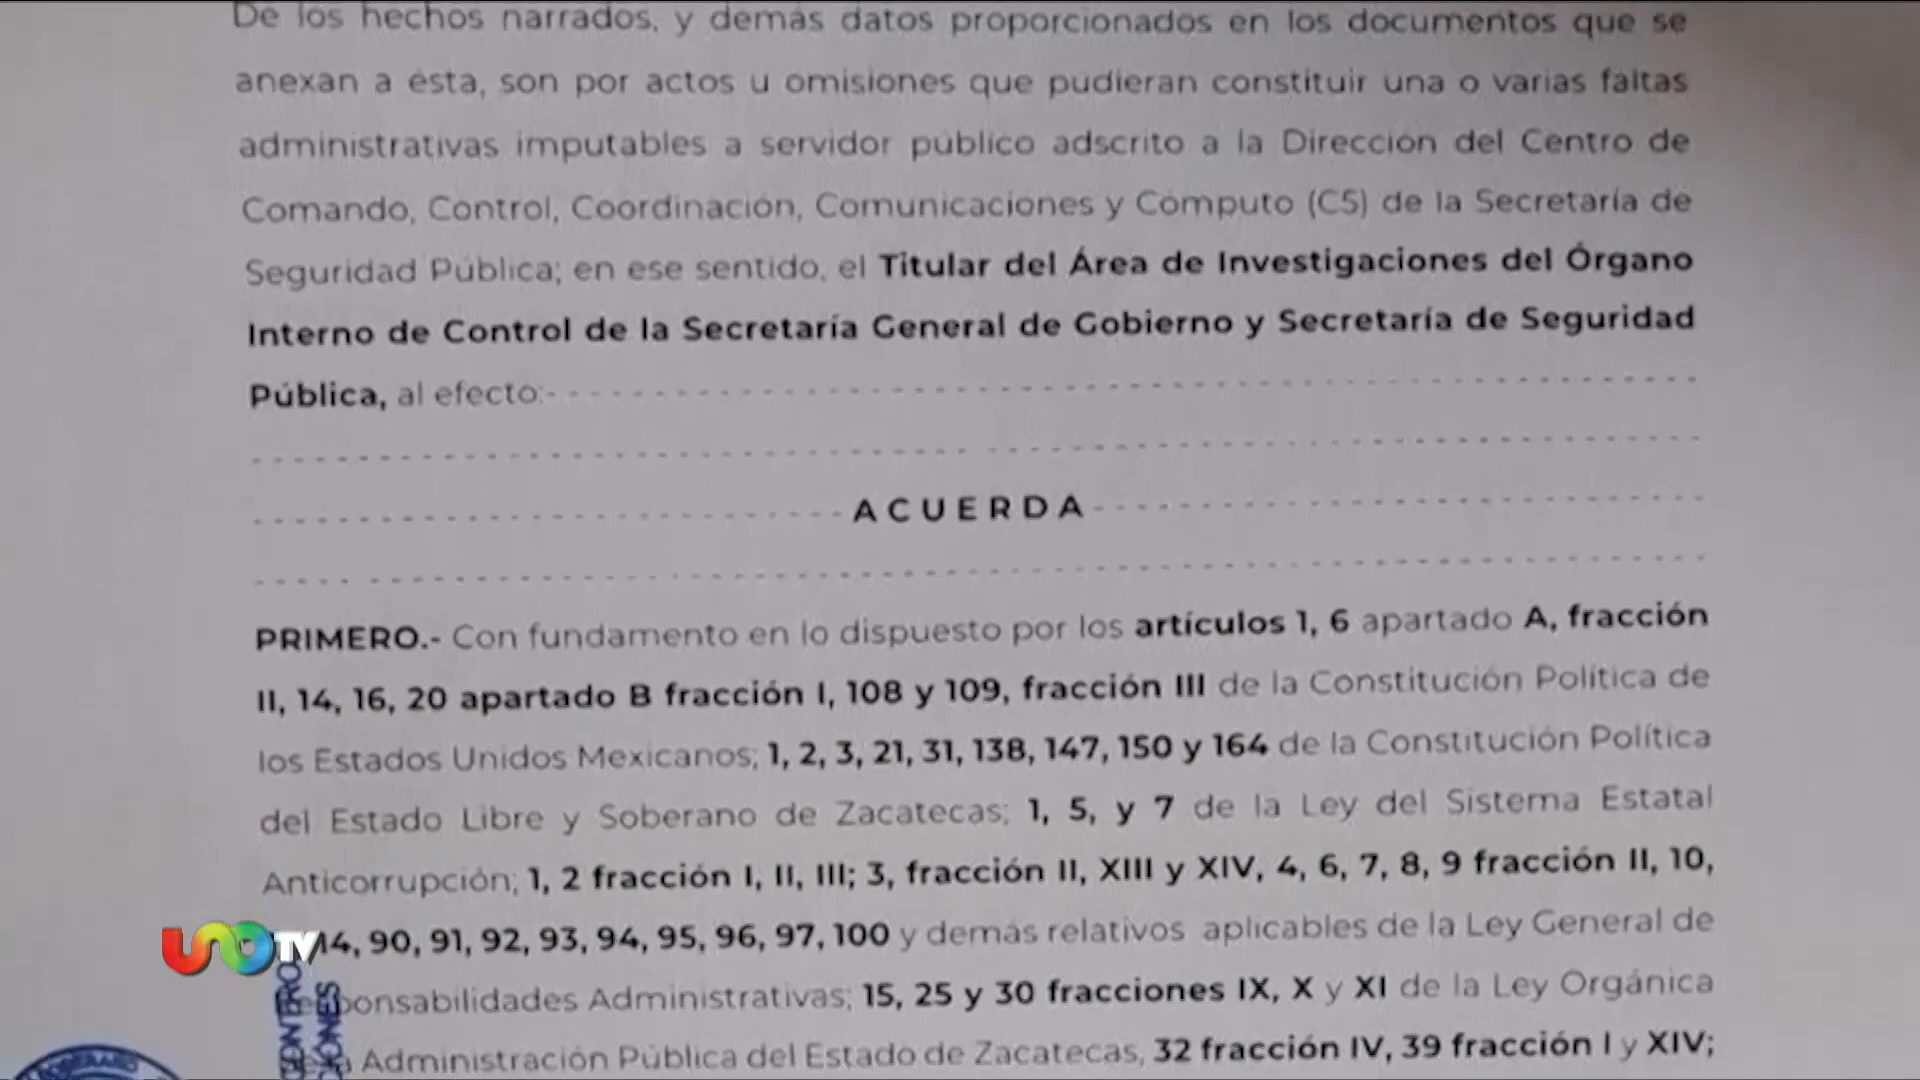 De los hechos narrados, y demás datos proporcionados en los documentos que se
anexan a ésta, son por actos u omisiones que pudieran constituir una o varias faltas
administrativas imputables a servidor público adscrito a la Dirección del Centro de
Comando, Control, Coordinación, Comunicaciones y Cómputo (C5) de la Secretaría de
Seguridad Pública; en ese sentido, el Titular del Área de Investigaciones del Órgano
Interno de Control de la Secretaría General de Gobierno y Secretaría de Seguridad
Pública, al efecto:
ACUERDA
PRIMERO.- Con fundamento en lo dispuesto por los artículos 1, 6 apartado A, fracción
II, 14, 16, 20 apartado B fracción I, 108 y 109, fracción III de la Constitución Política de
los Estados Unidos Mexicanos; 1, 2, 3, 21, 31, 138, 147, 150 y 164 de la Constitución Política
del Estado Libre y Soberano de Zacatecas; 1, 5, y 7 de la Ley del Sistema Estatal
Anticorrupción; 1, 2 fracción I, II, III; 3, fracción II, XIII y XIV, 4, 6, 7, 8, 9 fracción II, 10,
14, 90, 91, 92, 93, 94, 95, 96, 97, 100 y demás relativos aplicables de la Ley General de
Responsabilidades Administrativas; 15, 25 y 30 fracciones IX, X y XI de la Ley Orgánica
Administración Pública del Estado de Zacatecas, 32 fracción IV, 39 fracción I y XIV;
UNO TV